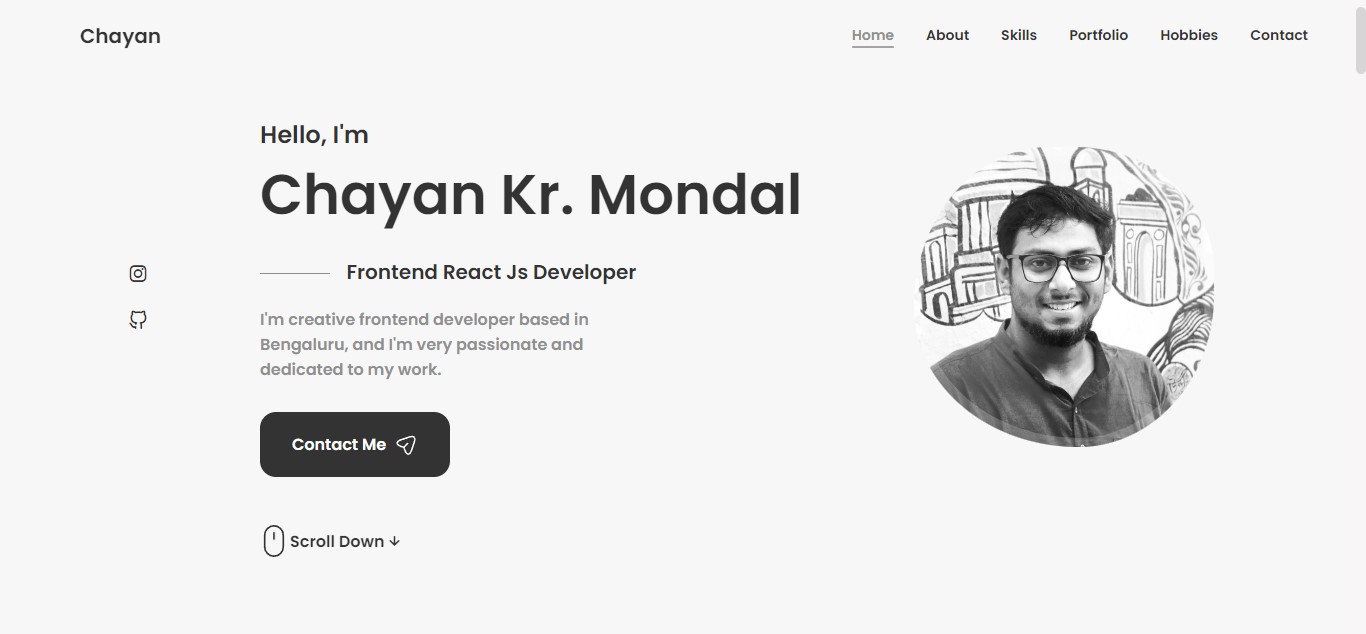 Chayan
Home About Skills Portfolio Hobbies Contact
Hello, I'm
Chayan Kr. Mondal
Frontend React Js Developer
I'm creative frontend developer based in
Bengaluru, and I'm very passionate and
dedicated to my work.
Contact Me
Scroll Down